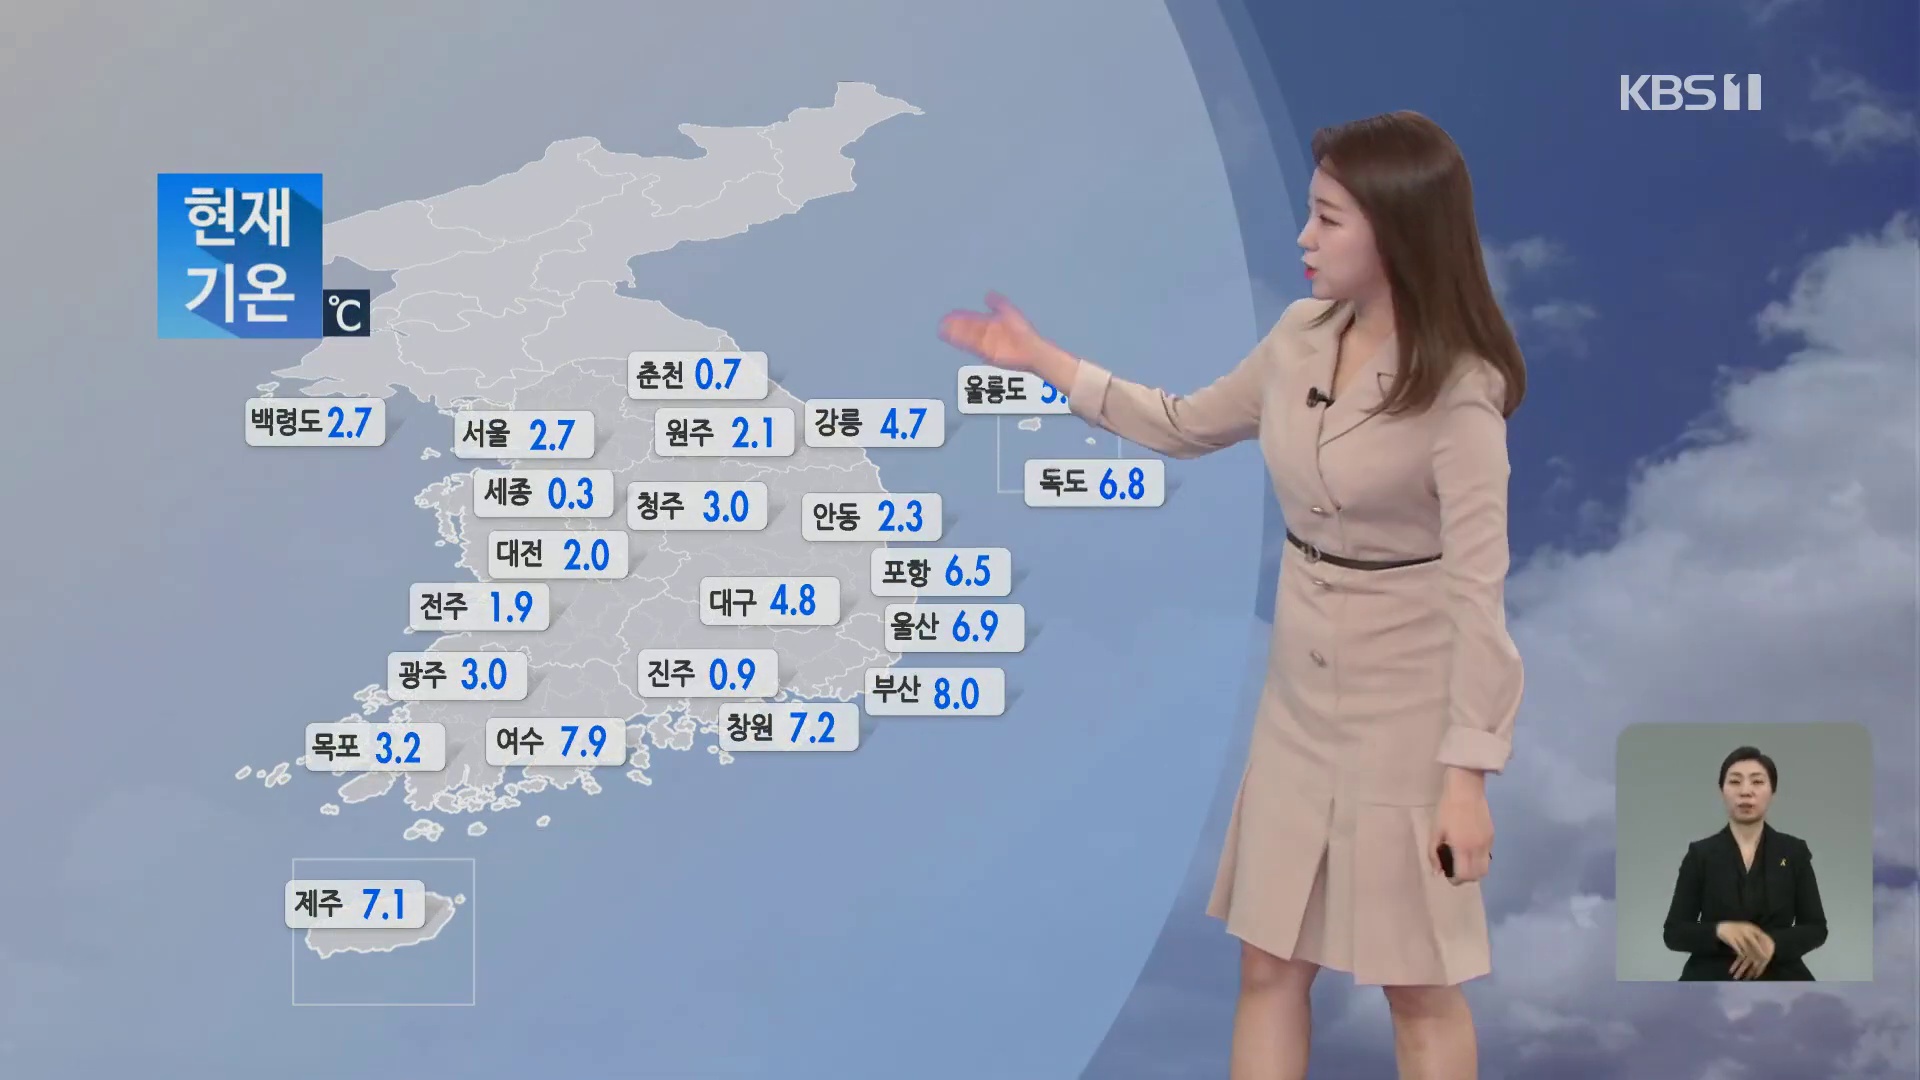 KBS 1
현재
기온
℃
춘천 0.7
백령도 2.7
서울 2.7
원주 2.1
강릉 4.7
울릉도 5.
세종 0.3
청주 3.0
안동 2.3
독도 6.8
대전 2.0
포항 6.5
전주 1.9
대구 4.8
울산 6.9
광주 3.0
진주 0.9
부산 8.0
목포 3.2
여수 7.9
창원 7.2
제주 7.1